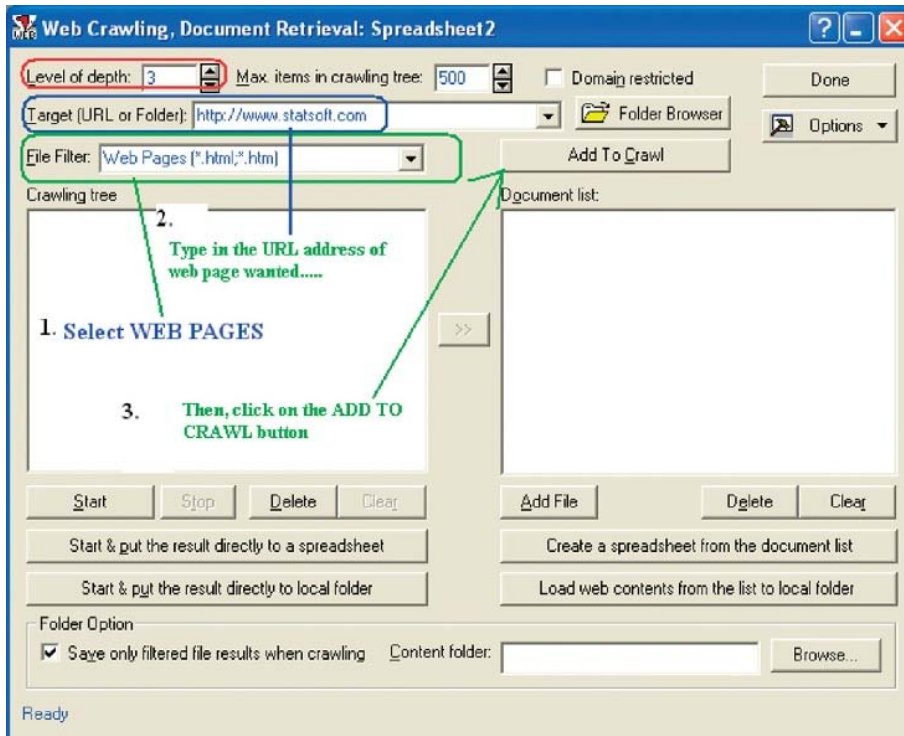 WEB Web Crawling, Document Retrieval: Spreadsheet2
Level of depth: 3 Max. items in crawling tree: 500 Domain restricted Done
Target (URL or Folder): http://www.statsoft.com Folder Browser
Options
File Filter: Web Pages (*.html;*.htm) Add To Crawl
Crawling tree Document list:
2.
Type in the URL address of
web page wanted.....
1. Select WEB PAGES
>>
3. Then, click on the ADD TO
CRAWL button
Start Stop Delete Clear Add File Delete Clear
Start & put the result directly to a spreadsheet Create a spreadsheet from the document list
Start & put the result directly to local folder Load web contents from the list to local folder
Folder Option
Save only filtered file results when crawling Content folder: Browse...
Ready